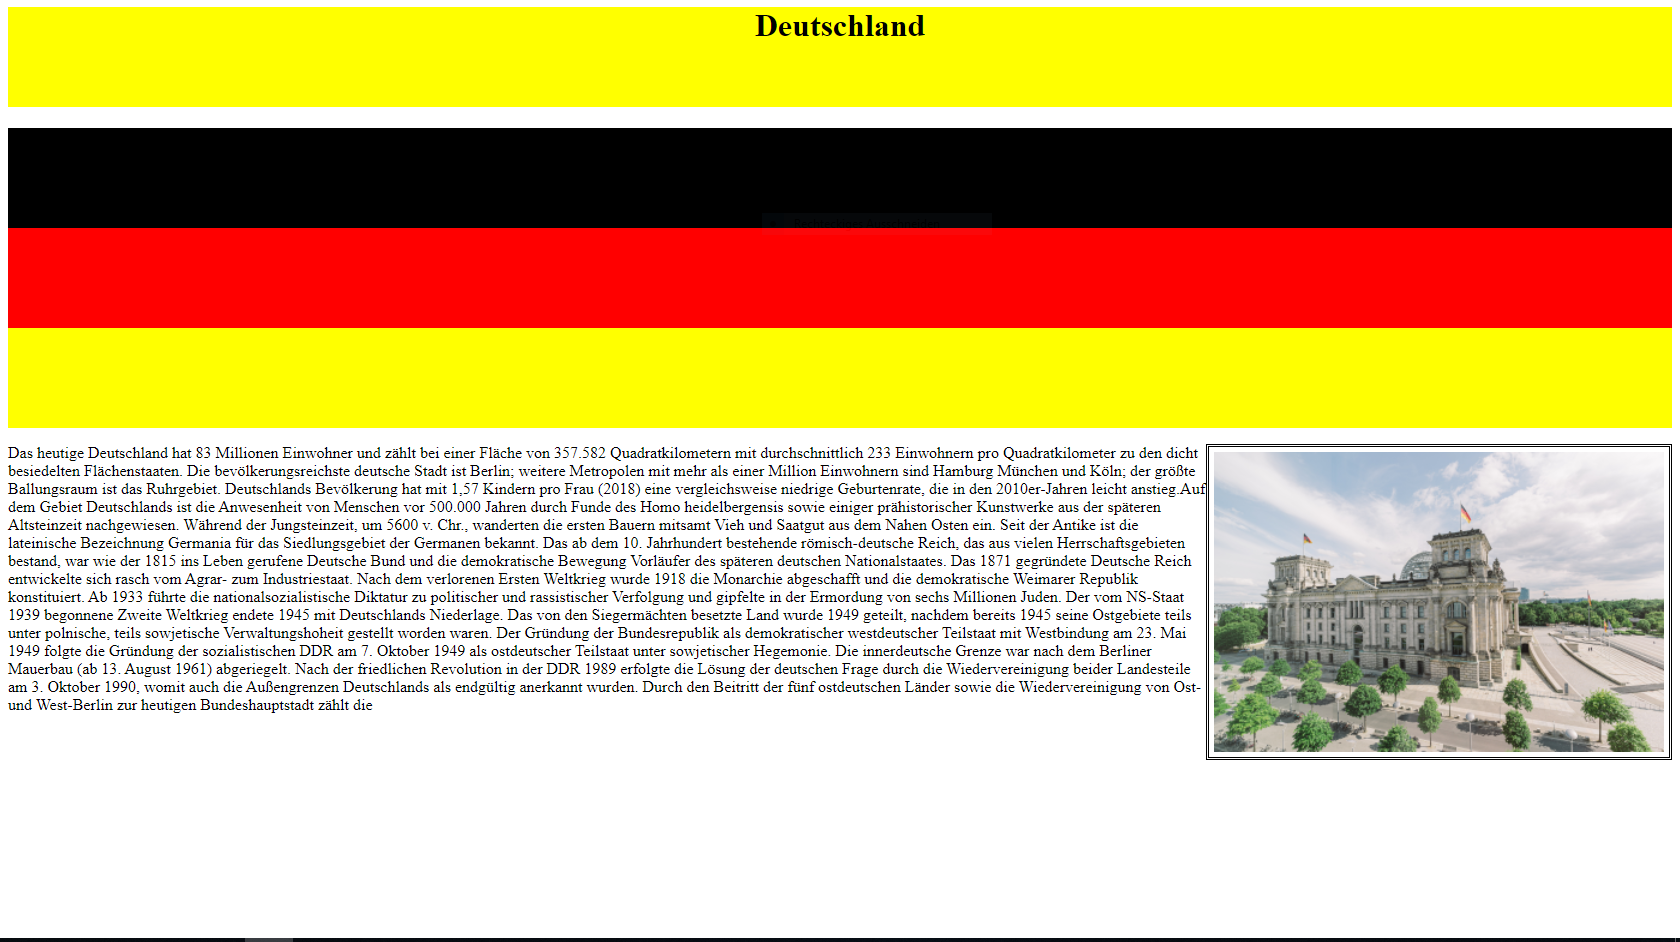 Deutschland
Das heutige Deutschland hat 83 Millionen Einwohner und zählt bei einer Fläche von 357.582 Quadratkilometern mit durchschnittlich 233 Einwohnern pro Quadratkilometer zu den dicht
besiedelten Flächenstaaten. Die bevölkerungsreichste deutsche Stadt ist Berlin; weitere Metropolen mit mehr als einer Million Einwohnern sind Hamburg München und Köln; der größte
Ballungsraum ist das Ruhrgebiet. Deutschlands Bevölkerung hat mit 1,57 Kindern pro Frau (2018) eine vergleichsweise niedrige Geburtenrate, die in den 2010er-Jahren leicht anstieg.Auf
dem Gebiet Deutschlands ist die Anwesenheit von Menschen vor 500.000 Jahren durch Funde des Homo heidelbergensis sowie einiger prähistorischer Kunstwerke aus der späteren
Altsteinzeit nachgewiesen. Während der Jungsteinzeit, um 5600 v. Chr., wanderten die ersten Bauern mitsamt Vieh und Saatgut aus dem Nahen Osten ein. Seit der Antike ist die
lateinische Bezeichnung Germania für das Siedlungsgebiet der Germanen bekannt. Das ab dem 10. Jahrhundert bestehende römisch-deutsche Reich, das aus vielen Herrschaftsgebieten
bestand, war wie der 1815 ins Leben gerufene Deutsche Bund und die demokratische Bewegung Vorläufer des späteren deutschen Nationalstaates. Das 1871 gegründete Deutsche Reich
entwickelte sich rasch vom Agrar- zum Industriestaat. Nach dem verlorenen Ersten Weltkrieg wurde 1918 die Monarchie abgeschafft und die demokratische Weimarer Republik
konstituiert. Ab 1933 führte die nationalsozialistische Diktatur zu politischer und rassistischer Verfolgung und gipfelte in der Ermordung von sechs Millionen Juden. Der vom NS-Staat
1939 begonnene Zweite Weltkrieg endete 1945 mit Deutschlands Niederlage. Das von den Siegermächten besetzte Land wurde 1949 geteilt, nachdem bereits 1945 seine Ostgebiete teils
unter polnische, teils sowjetische Verwaltungshoheit gestellt worden waren. Der Gründung der Bundesrepublik als demokratischer westdeutscher Teilstaat mit Westbindung am 23. Mai
1949 folgte die Gründung der sozialistischen DDR am 7. Oktober 1949 als ostdeutscher Teilstaat unter sowjetischer Hegemonie. Die innerdeutsche Grenze war nach dem Berliner
Mauerbau (ab 13. August 1961) abgeriegelt. Nach der friedlichen Revolution in der DDR 1989 erfolgte die Lösung der deutschen Frage durch die Wiedervereinigung beider Landesteile
am 3. Oktober 1990, womit auch die Außengrenzen Deutschlands als endgültig anerkannt wurden. Durch den Beitritt der fünf ostdeutschen Länder sowie die Wiedervereinigung von Ost-
und West-Berlin zur heutigen Bundeshauptstadt zählt die